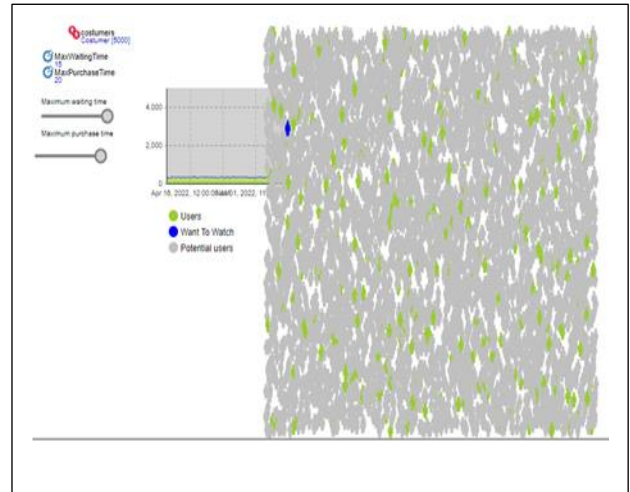 costumers
Costumer [5000]
MaxWaitingTime
15
MaxPurchaseTime
20
Maximum waiting time
Maximum purchase time
4,000
2,000
0
Apr 16, 2022, 12:00:00
Users
Want To Watch
Potential users